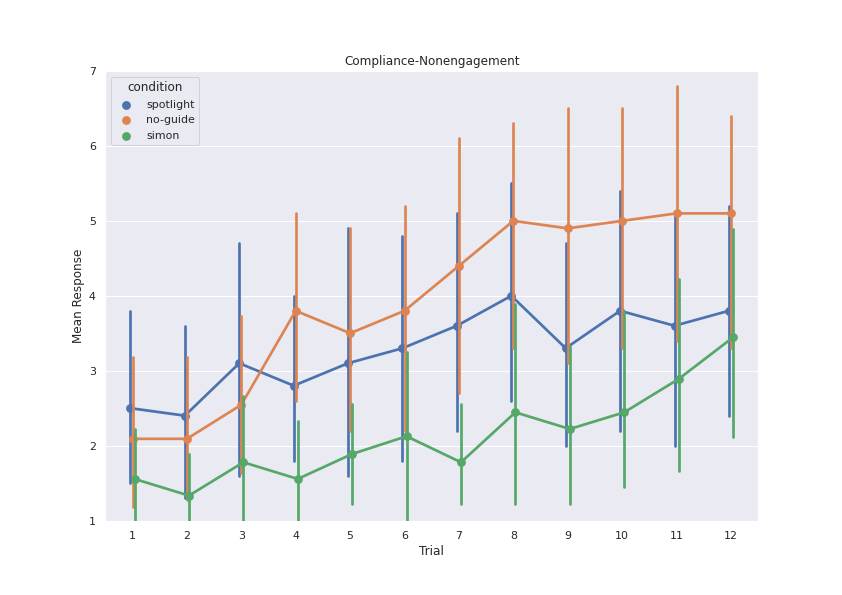 Compliance-Nonengagement
7
condition
spotlight
no-guide
simon
6
5
4
3
2
1
Mean Response
1 2 3 4 5 6 7 8 9 10 11 12
Trial